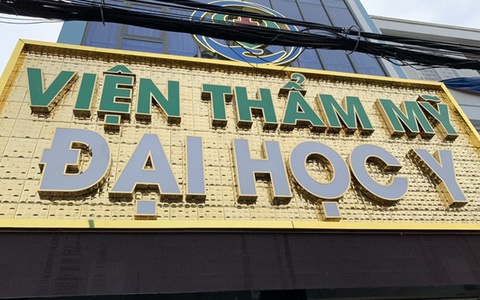 VIỆN THẨM MỸ
ĐẠI HỌC Y